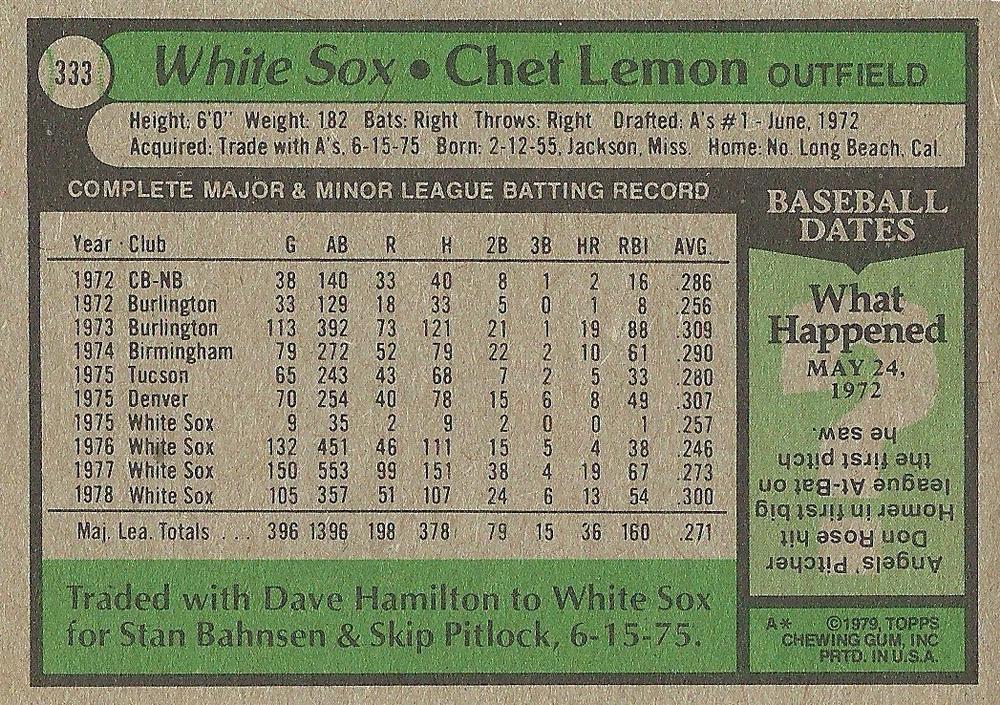 333
White Sox • Chet Lemon OUTFIELD
Height: 6'0" Weight: 182 Bats: Right Throws: Right Drafted: A's #1 - June, 1972
Acquired: Trade with A's, 6-15-75 Born: 2-12-55, Jackson, Miss. Home: No. Long Beach, Cal.
COMPLETE MAJOR & MINOR LEAGUE BATTING RECORD
Year Club G AB R H 2B 3B HR RBI AVG.
1972 CB-NB 38 140 33 40 8 1 2 16 .286
1972 Burlington 33 129 18 33 5 0 1 8 .256
1973 Burlington 113 392 73 121 21 1 19 88 .309
1974 Birmingham 79 272 52 79 22 2 10 61 .290
1975 Tucson 65 243 43 68 7 2 5 33 .280
1975 Denver 70 254 40 78 15 6 8 49 .307
1975 White Sox 9 35 2 9 2 0 0 1 .257
1976 White Sox 132 451 46 111 15 5 4 38 .246
1977 White Sox 150 553 99 151 38 4 19 67 .273
1978 White Sox 105 357 51 107 24 6 13 54 .300
Maj. Lea. Totals . . . 396 1396 198 378 79 15 36 160 .271
Traded with Dave Hamilton to White Sox
for Stan Bahnsen & Skip Pitlock, 6-15-75.
BASEBALL
DATES
What
Happened
MAY 24,
1972
Angels' Pitcher
Don Rose hit
Homer in first big
league At-Bat on
the first pitch
he saw.
A* ©1979, TOPPS
CHEWING GUM, INC
PRTD. IN U.S.A.